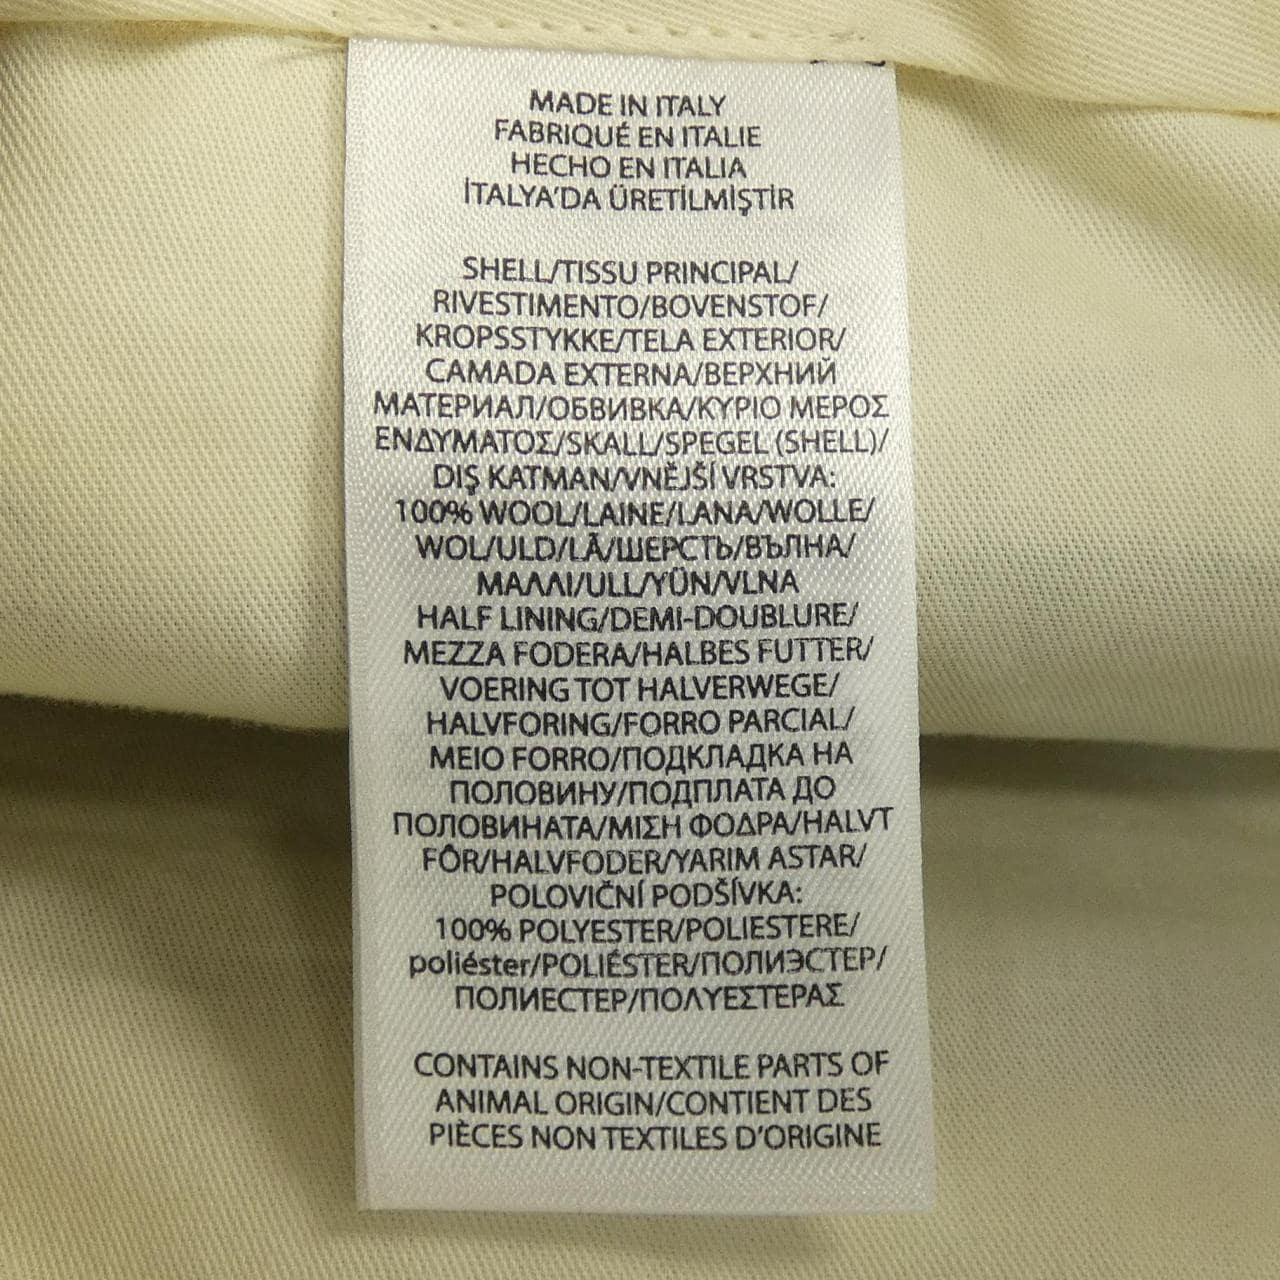 MADE IN ITALY
FABRIQUÉ EN ITALIE
HECHO EN ITALIA
İTALYA'DA ÜRETİLMİŞTİR
SHELL/TISSU PRINCIPAL/
RIVESTIMENTO/BOVENSTOF/
KROPSSTYKKE/TELA EXTERIOR/
CAMADA EXTERNA/ВЕРХНИЙ
МАТЕРИАЛ/ОБВИВКА/ΚΥΡΙΟ ΜΕΡΟΣ
ΕΝΔΥΜΑΤΟΣ/SKALL/SPEGEL (SHELL)/
DIŞ KATMAN/VNĚJŠÍ VRSTVA:
100% WOOL/LAINE/LANA/WOLLE/
WOL/ULD/LÃ/ШЕРСТЬ/ВЪЛНА/
ΜΑΛΛΙ/ULL/YÜN/VLNA
HALF LINING/DEMI-DOUBLURE/
MEZZA FODERA/HALBES FUTTER/
VOERING TOT HALVERWEGE/
HALVFORING/FORRO PARCIAL/
MEIO FORRO/ПОДКЛАДКА НА
ПОЛОВИНУ/ПОДПЛАТА ДО
ПОЛОВИНАТА/ΜΙΣΗ ΦΟΔΡΑ/HALVT
FÔR/HALVFODER/YARIM ASTAR/
POLOVIČNÍ PODŠÍVKA:
100% POLYESTER/POLIESTERE/
poliéster/POLIÉSTER/ПОЛИЭСТЕР/
ПОЛИЕСТЕР/ΠΟΛΥΕΣΤΕΡΑΣ
CONTAINS NON-TEXTILE PARTS OF
ANIMAL ORIGIN/CONTIENT DES
PIÈCES NON TEXTILES D'ORIGINE